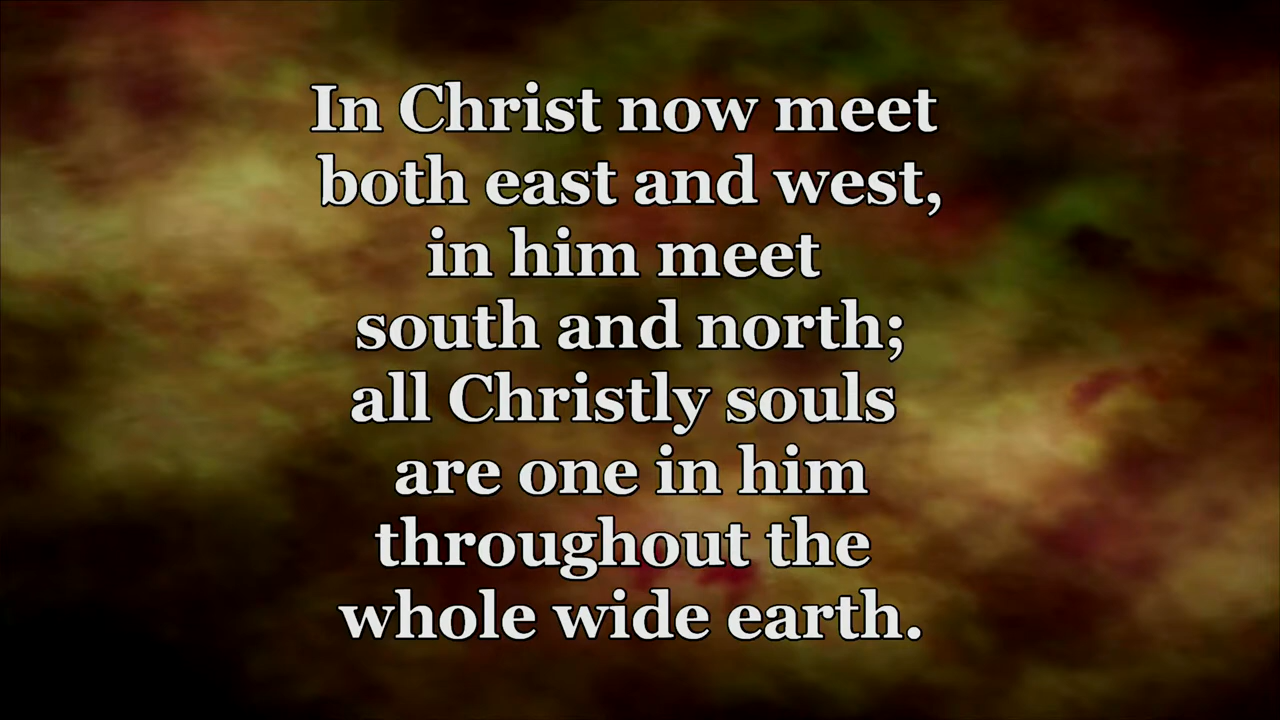 In Christ now meet
both east and west,
in him meet
south and north;
all Christly souls
are one in him
throughout the
whole wide earth.